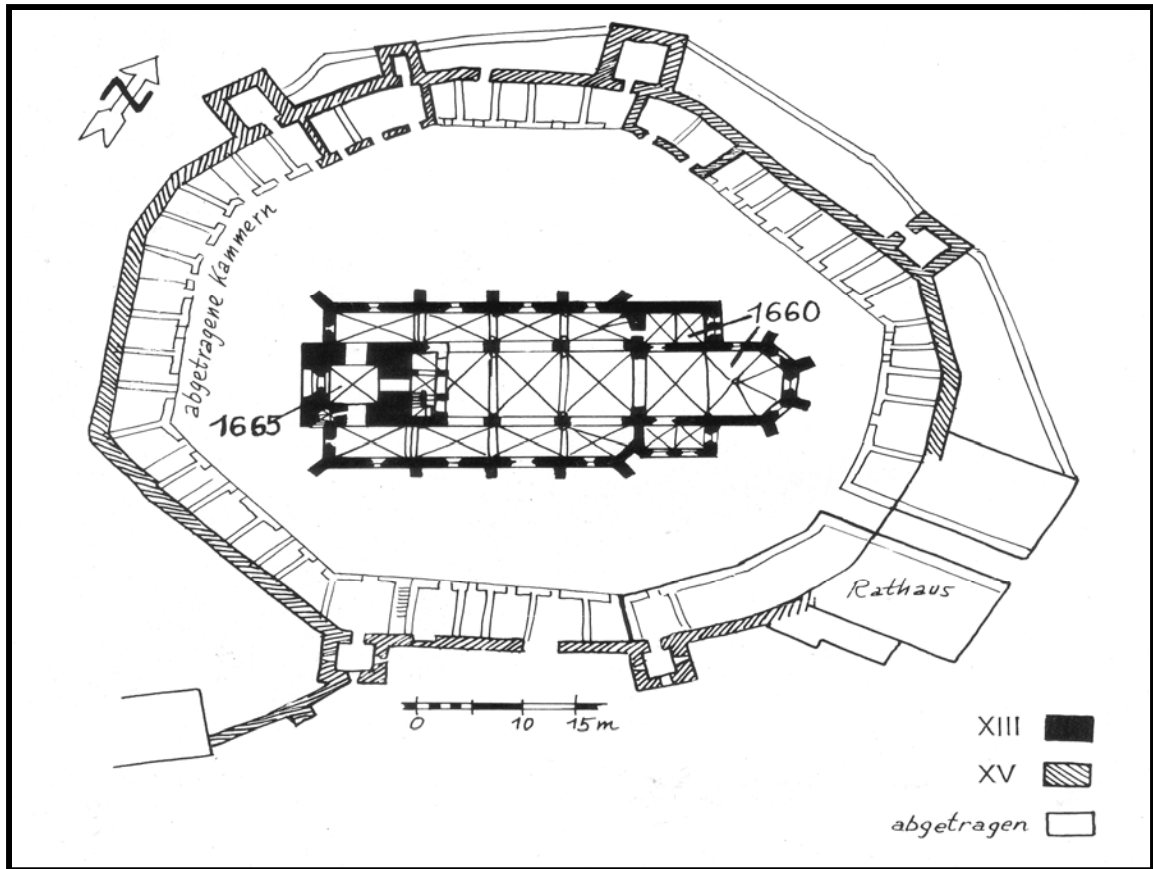 N
abgetragene Kammern
1660
1665
Rathaus
0 10 15 m
XIII
XV
abgetragen